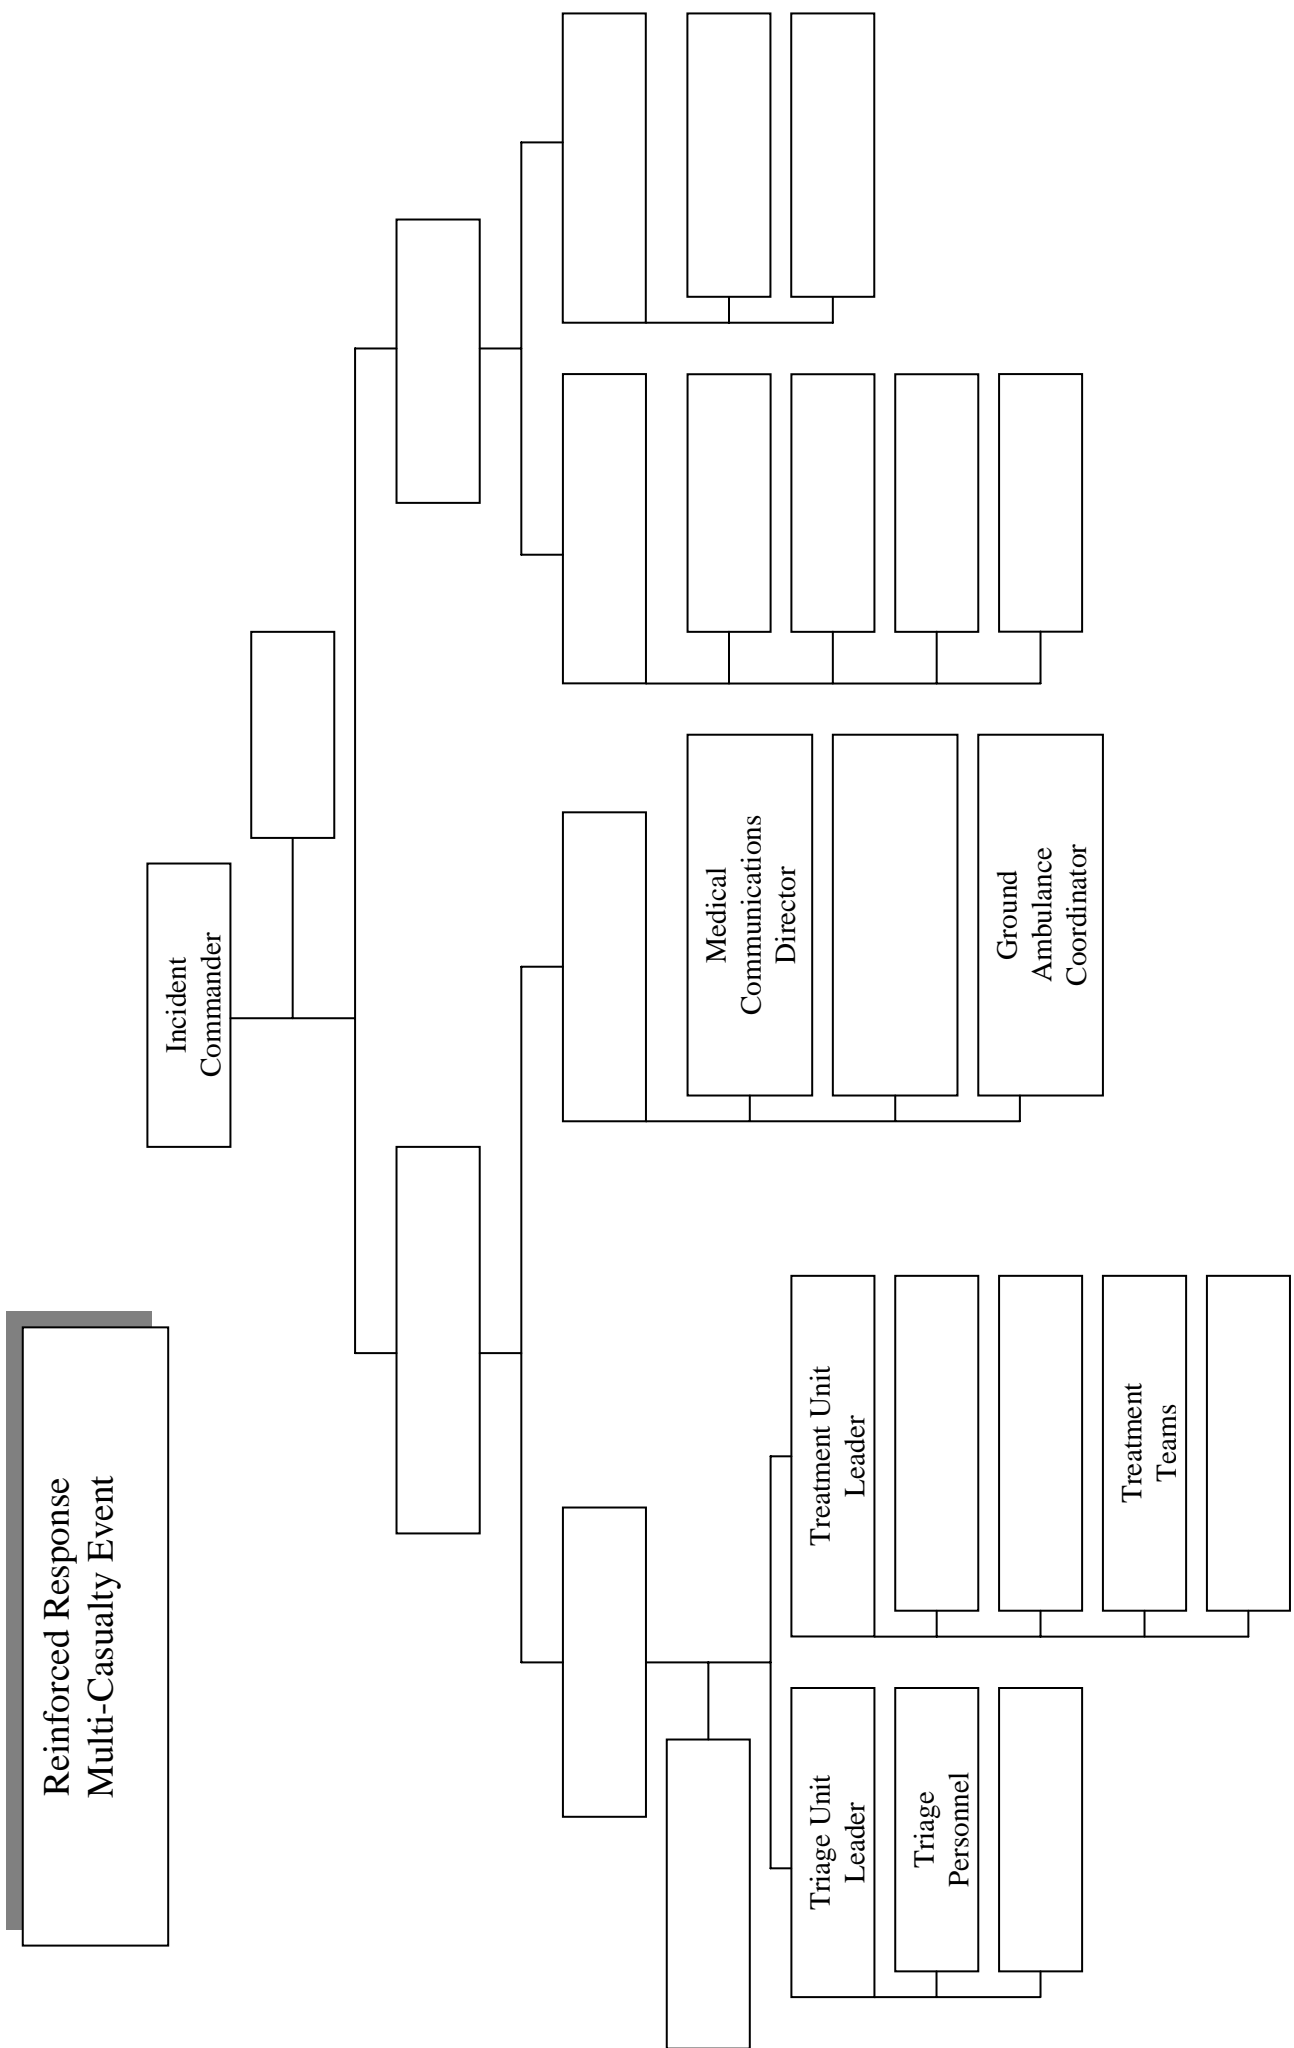 Reinforced Response
Multi-Casualty Event
Incident
Commander
Medical
Communications
Director
Ground
Ambulance
Coordinator
Triage Unit
Leader
Treatment Unit
Leader
Triage
Personnel
Treatment
Teams